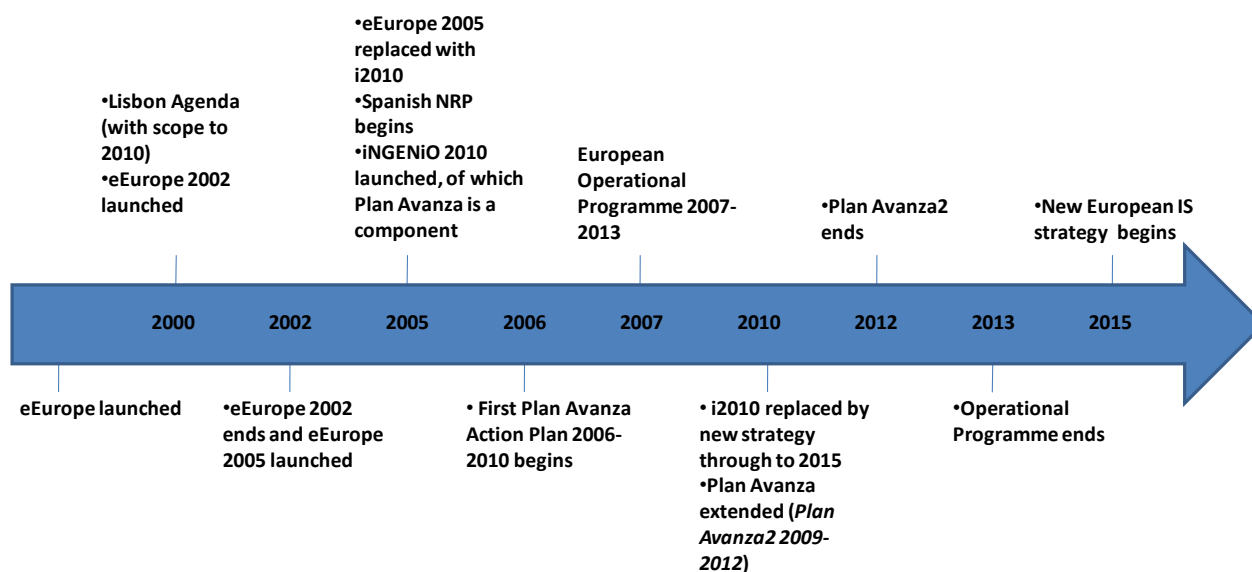 •eEurope 2005
replaced with
i2010
•Spanish NRP
begins
•iNGENiO 2010
launched, of which
Plan Avanza is a
component
•Lisbon Agenda
(with scope to
2010)
•eEurope 2002
launched
European
Operational
Programme 2007-
2013
•Plan Avanza2
ends
•New European IS
strategy begins
2000 2002 2005 2006 2007 2010 2012 2013 2015
eEurope launched
•eEurope 2002
ends and eEurope
2005 launched
• First Plan Avanza
Action Plan 2006-
2010 begins
• i2010 replaced by
new strategy
through to 2015
•Plan Avanza
extended (Plan
Avanza2 2009-
2012)
•Operational
Programme ends